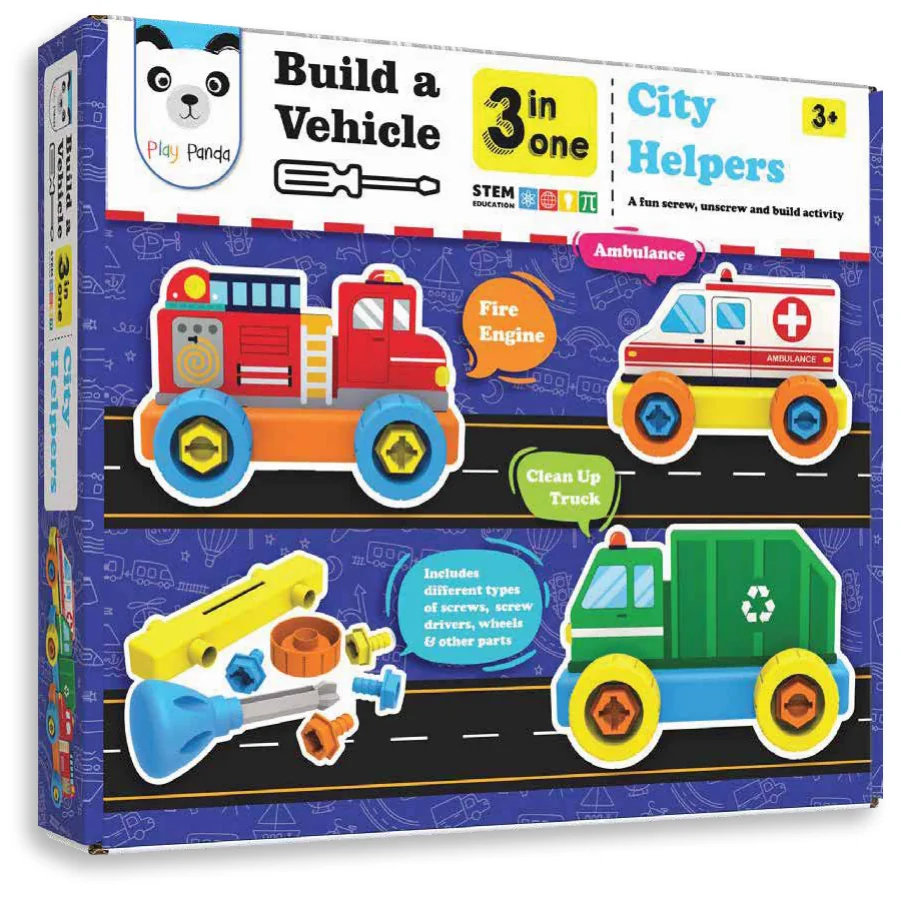 Play Panda
Build a
Vehicle
3 in
one
STEM
EDUCATION
π
City
Helpers
3+
A fun screw, unscrew and build activity
Ambulance
Fire
Engine
AMBULANCE
Clean Up
Truck
Includes
different types
of screws, screw
drivers, wheels
& other parts
Build a
Vehicle
3 in
one
City
Helpers